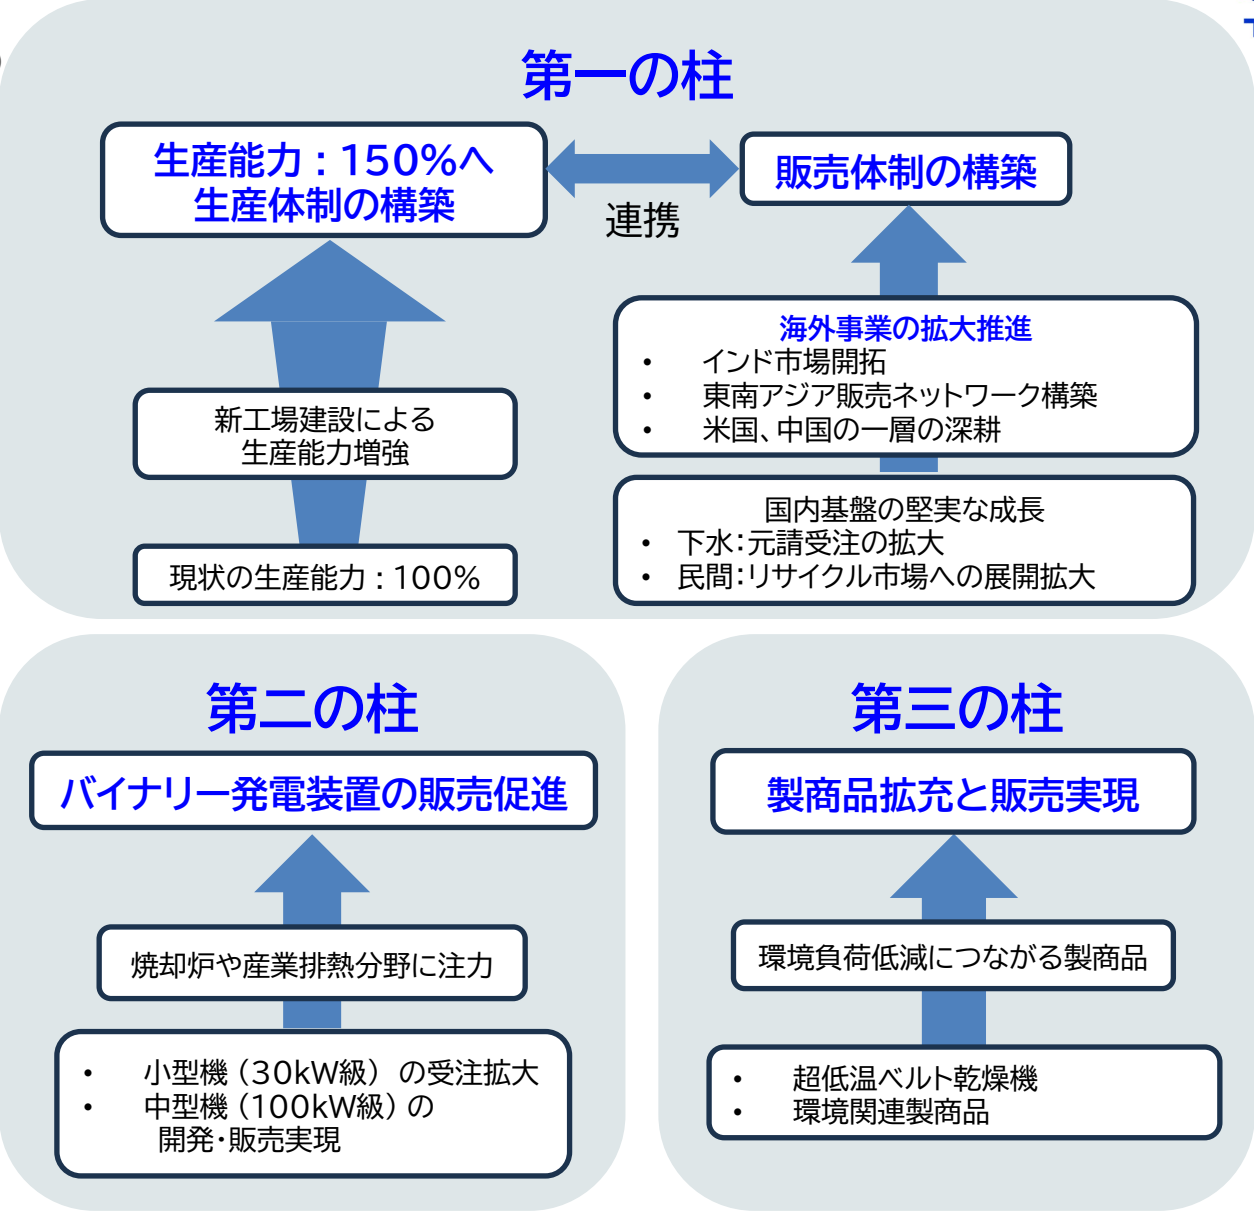 第一の柱
生産能力：150%へ
生産体制の構築
連携
販売体制の構築
新工場建設による
生産能力増強
現状の生産能力：100%
海外事業の拡大推進
• インド市場開拓
• 東南アジア販売ネットワーク構築
• 米国、中国の一層の深耕
国内基盤の堅実な成長
• 下水：元請受注の拡大
• 民間：リサイクル市場への展開拡大
第二の柱
バイナリー発電装置の販売促進
焼却炉や産業排熱分野に注力
• 小型機（30kW級）の受注拡大
• 中型機（100kW級）の
開発・販売実現
第三の柱
製商品拡充と販売実現
環境負荷低減につながる製商品
• 超低温ベルト乾燥機
• 環境関連製商品